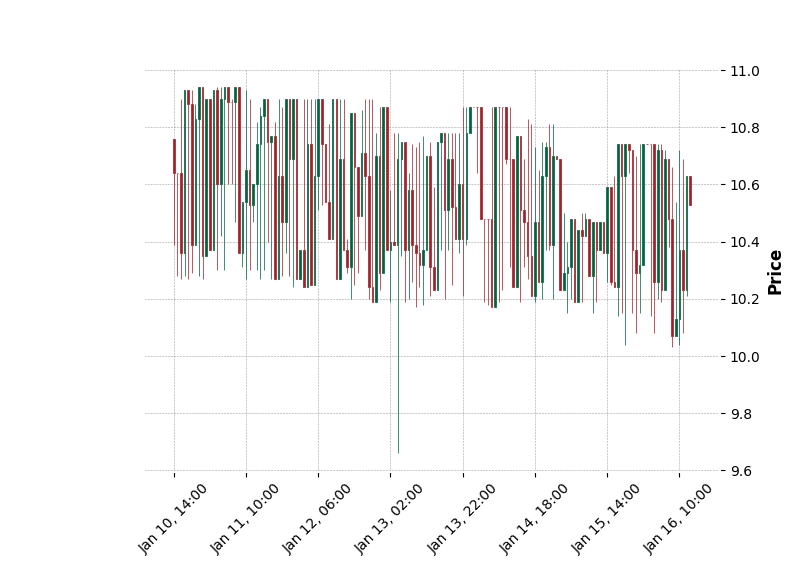 11.0
10.8
10.6
10.4
10.2
10.0
9.8
9.6
Price
Jan 10, 14:00
Jan 11, 10:00
Jan 12, 06:00
Jan 13, 02:00
Jan 13, 22:00
Jan 14, 18:00
Jan 15, 14:00
Jan 16, 10:00